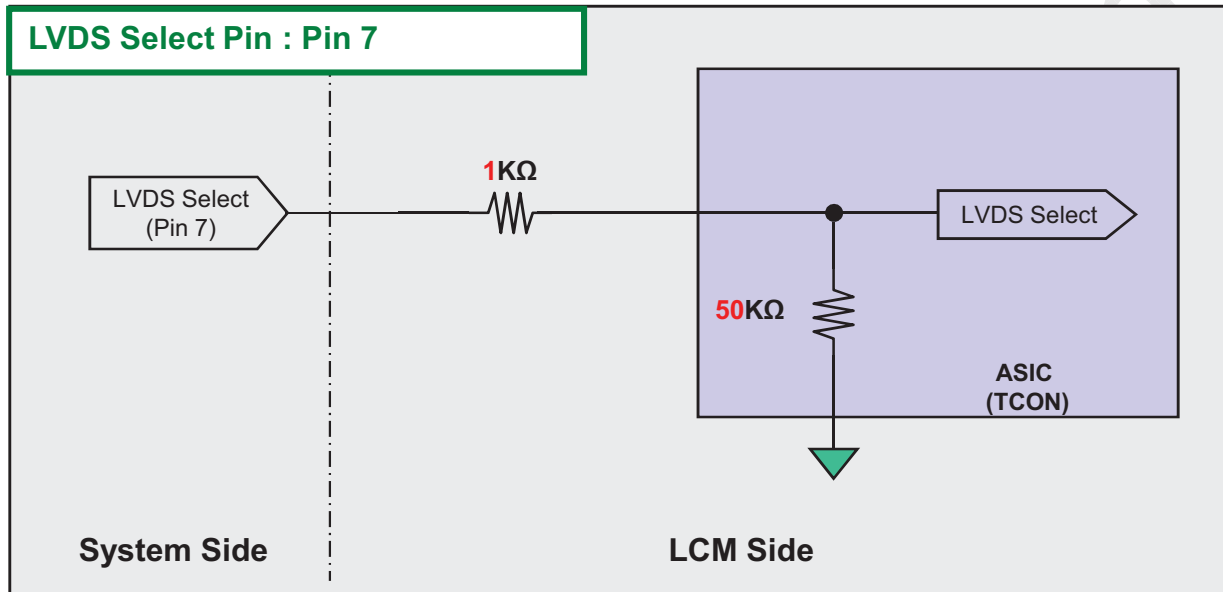 LVDS Select Pin : Pin 7
1KΩ
LVDS Select
(Pin 7)
LVDS Select
50KΩ
ASIC
(TCON)
System Side
LCM Side